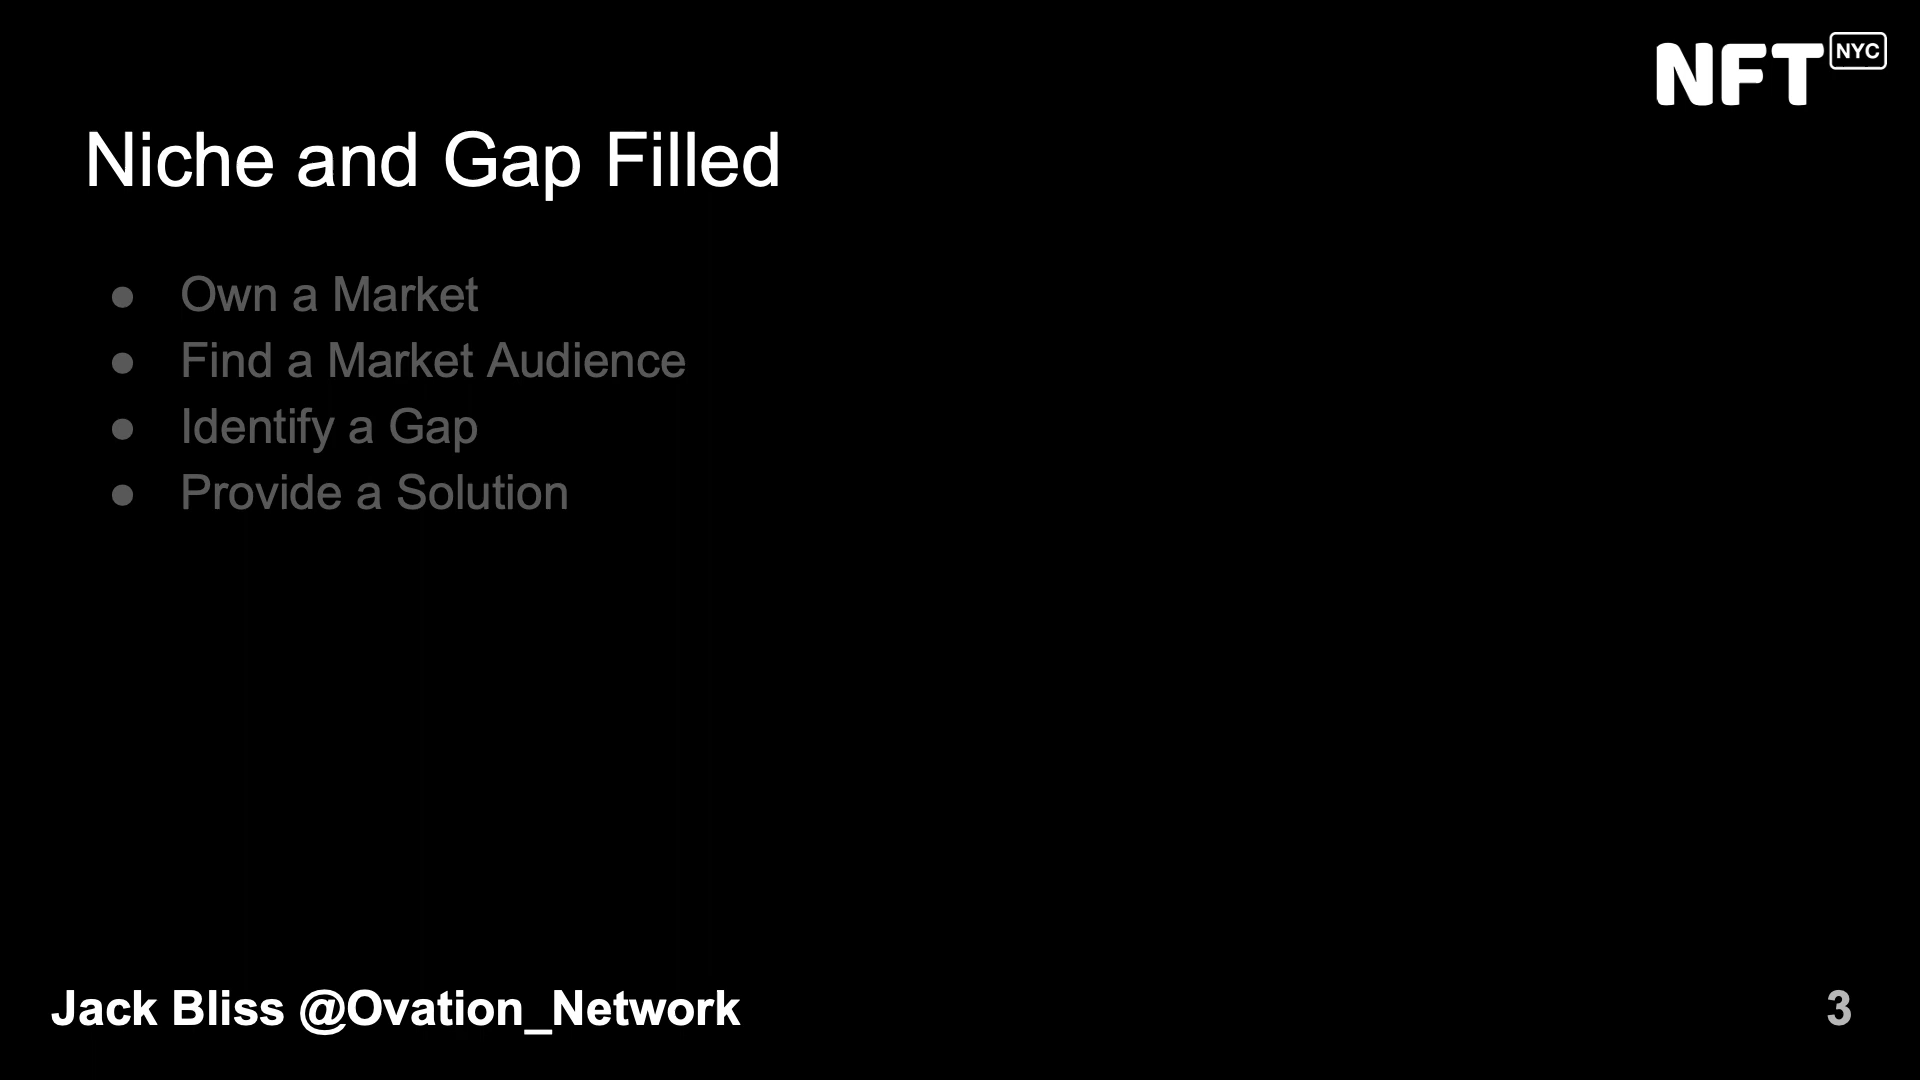 NFT NYC
Niche and Gap Filled
● Own a Market
● Find a Market Audience
● Identify a Gap
● Provide a Solution
Jack Bliss @Ovation_Network
3